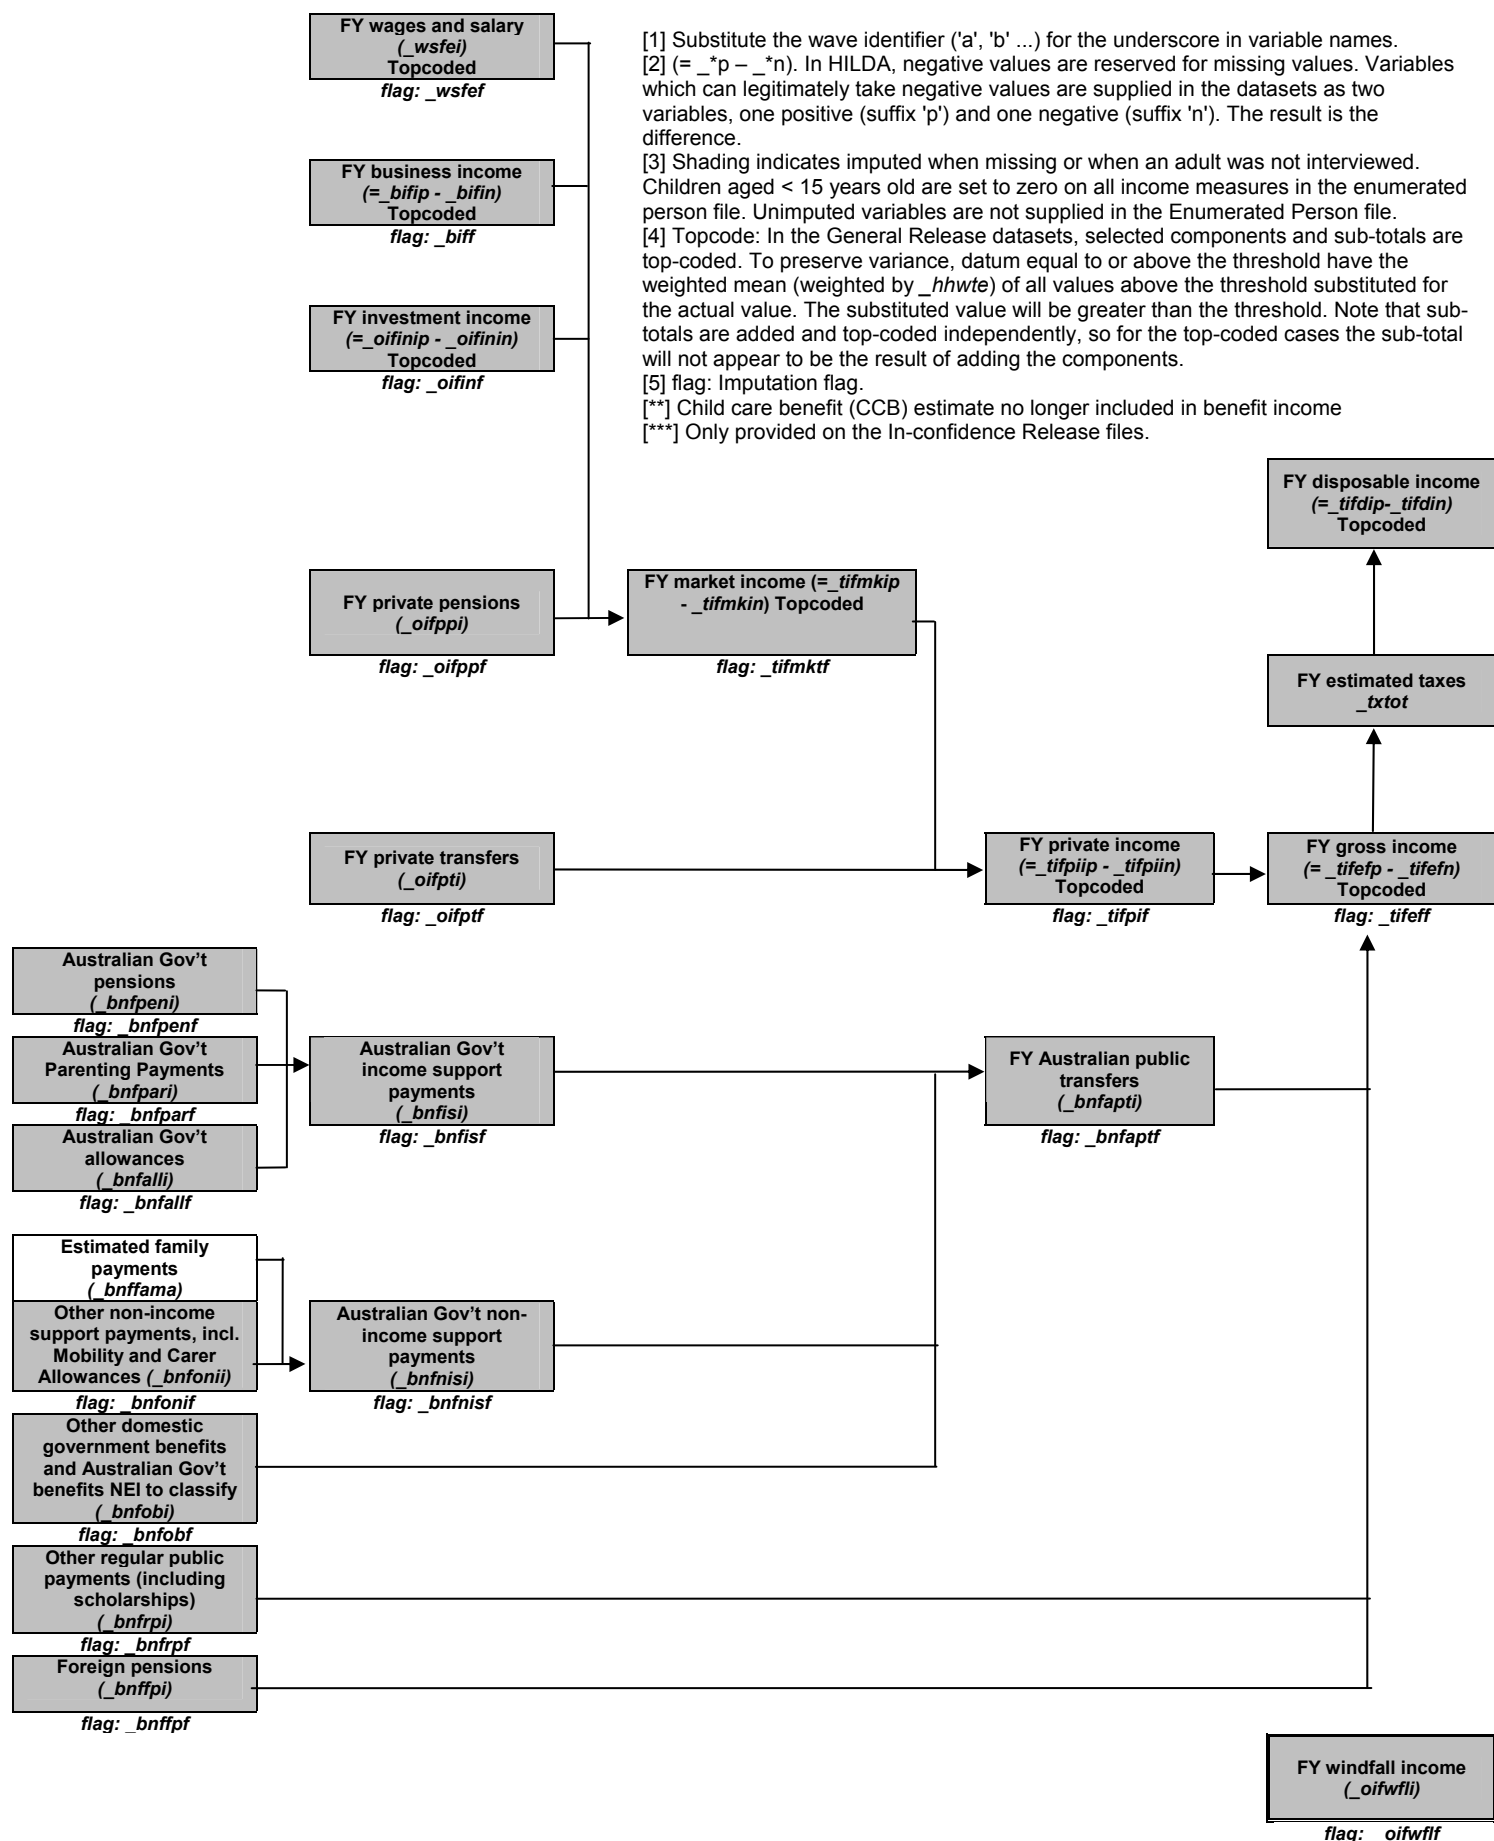 FY wages and salary
(_wsfei)
Topcoded
flag: _wsfef
[1] Substitute the wave identifier ('a', 'b' ...) for the underscore in variable names.
[2] (= _*p – _*n). In HILDA, negative values are reserved for missing values. Variables
which can legitimately take negative values are supplied in the datasets as two
variables, one positive (suffix 'p') and one negative (suffix 'n'). The result is the
difference.
[3] Shading indicates imputed when missing or when an adult was not interviewed.
Children aged < 15 years old are set to zero on all income measures in the enumerated
person file. Unimputed variables are not supplied in the Enumerated Person file.
[4] Topcode: In the General Release datasets, selected components and sub-totals are
top-coded. To preserve variance, datum equal to or above the threshold have the
weighted mean (weighted by _hhwte) of all values above the threshold substituted for
the actual value. The substituted value will be greater than the threshold. Note that sub-
totals are added and top-coded independently, so for the top-coded cases the sub-total
will not appear to be the result of adding the components.
[5] flag: Imputation flag.
[**] Child care benefit (CCB) estimate no longer included in benefit income
[***] Only provided on the In-confidence Release files.
FY business income
(=_bifip - _bifin)
Topcoded
flag: _biff
FY investment income
(=_oifinip - _oifinin)
Topcoded
flag: _oifinf
FY disposable income
(=_tifdip-_tifdin)
Topcoded
FY private pensions
(_oifppi)
flag: _oifppf
FY market income (=_tifmkip
- _tifmkin) Topcoded
flag: _tifmktf
FY estimated taxes
_txtot
FY private transfers
(_oifpti)
flag: _oifptf
FY private income
(=_tifpiip - _tifpiin)
Topcoded
flag: _tifpif
FY gross income
(= _tifefp - _tifefn)
Topcoded
flag: _tifeff
Australian Gov't
pensions
(_bnfpeni)
flag: _bnfpenf
Australian Gov't
Parenting Payments
(_bnfpari)
flag: _bnfparf
Australian Gov't
allowances
(_bnfalli)
flag: _bnfallf
Australian Gov't
income support
payments
(_bnfisi)
flag: _bnfisf
FY Australian public
transfers
(_bnfapti)
flag: _bnfaptf
Estimated family
payments
(_bnffama)
Other non-income
support payments, incl.
Mobility and Carer
Allowances (_bnfonii)
flag: _bnfonif
Australian Gov't non-
income support
payments
(_bnfnisi)
flag: _bnfnisf
Other domestic
government benefits
and Australian Gov't
benefits NEI to classify
(_bnfobi)
flag: _bnfobf
Other regular public
payments (including
scholarships)
(_bnfrpi)
flag: _bnfrpf
Foreign pensions
(_bnffpi)
flag: _bnffpf
FY windfall income
(_oifwfli)
flag: _oifwflf